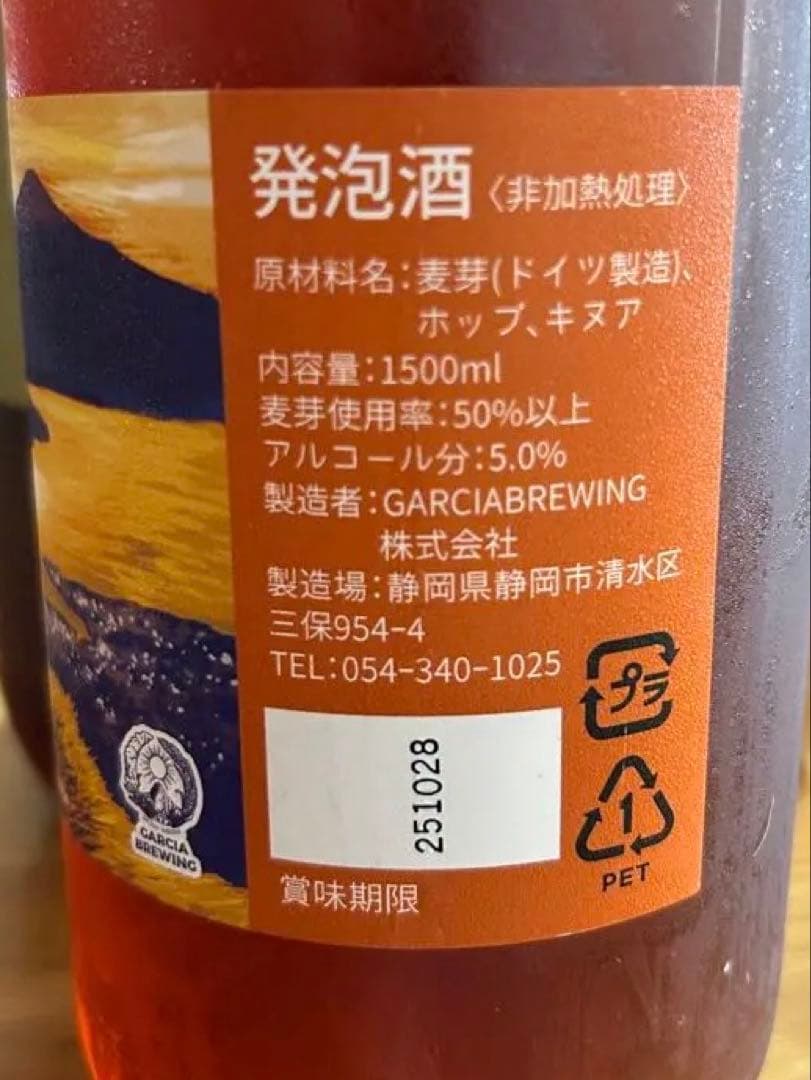 発泡酒〈非加熱処理〉
原材料名：麦芽(ドイツ製造)、
ホップ、キヌア
内容量：1500ml
麦芽使用率：50%以上
アルコール分：5.0%
製造者：GARCIABREWING
株式会社
製造場：静岡県静岡市清水区
三保954-4
TEL：054-340-1025
プラ
251028
1
PET
賞味期限
GARCIA
BREWING